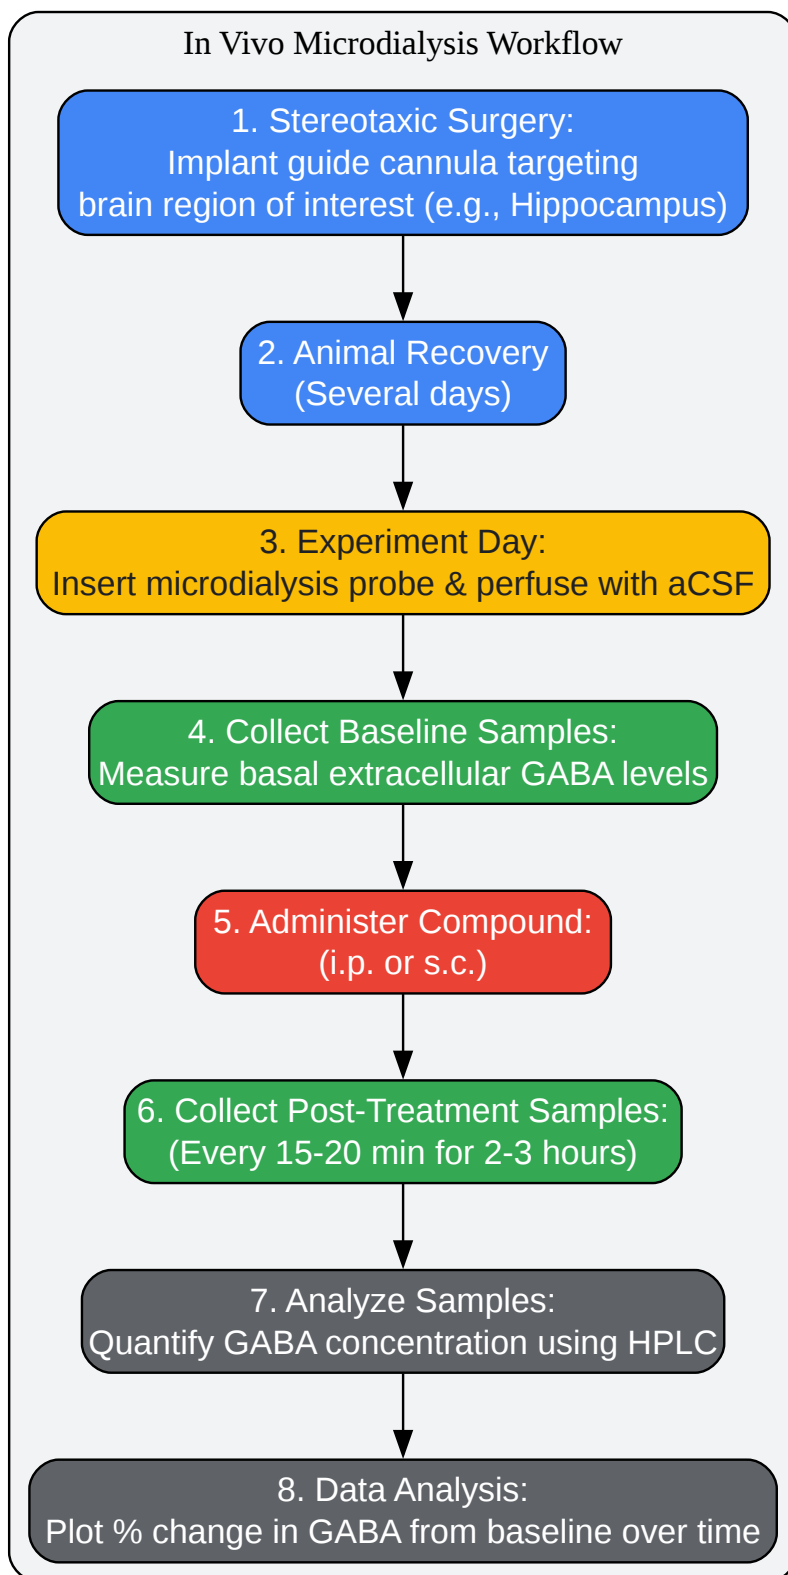 In Vivo Microdialysis Workflow
1. Stereotaxic Surgery:
Implant guide cannula targeting
brain region of interest (e.g., Hippocampus)
2. Animal Recovery
(Several days)
3. Experiment Day:
Insert microdialysis probe & perfuse with aCSF
4. Collect Baseline Samples:
Measure basal extracellular GABA levels
5. Administer Compound:
(i.p. or s.c.)
6. Collect Post-Treatment Samples:
(Every 15-20 min for 2-3 hours)
7. Analyze Samples:
Quantify GABA concentration using HPLC
8. Data Analysis:
Plot % change in GABA from baseline over time